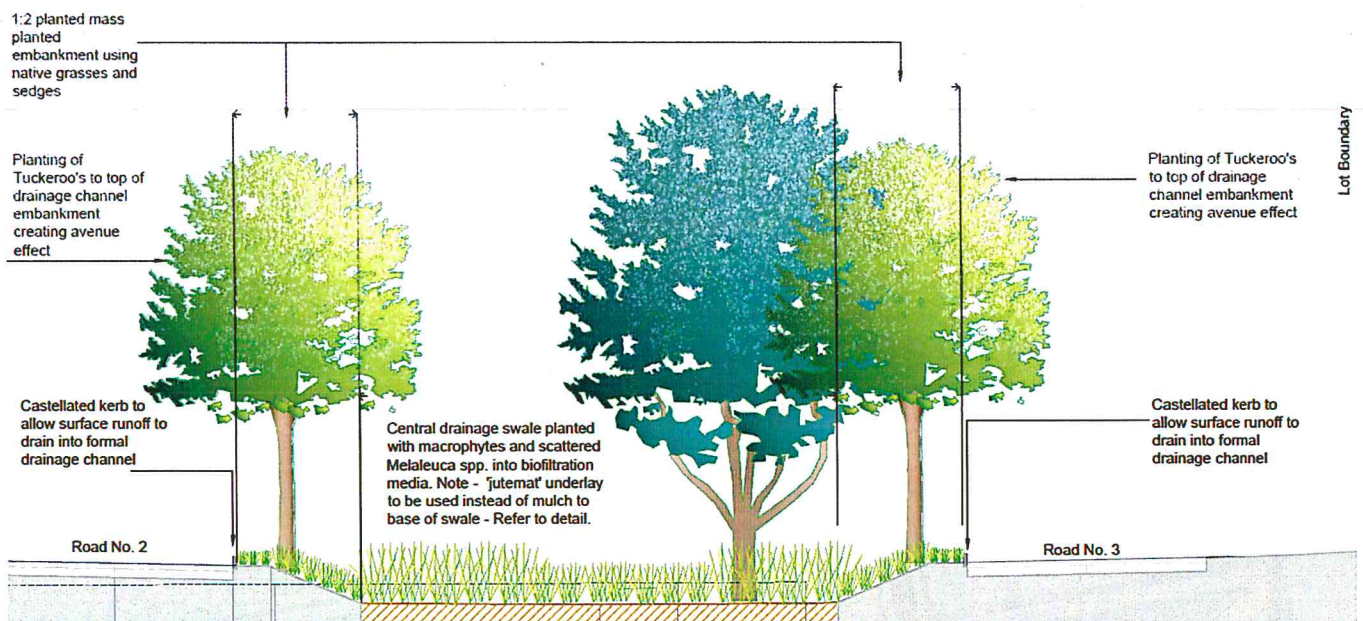 1:2 planted mass
planted
embankment using
native grasses and
sedges
Planting of
Tuckeroo's to top of
drainage channel
embankment
creating avenue
effect
Planting of Tuckeroo's
to top of drainage
channel embankment
creating avenue effect
Lot Boundary
Castellated kerb to
allow surface runoff to
drain into formal
drainage channel
Central drainage swale planted
with macrophytes and scattered
Melaleuca spp. into biofiltration
media. Note - 'jutemat' underlay
to be used instead of mulch to
base of swale - Refer to detail.
Castellated kerb to
allow surface runoff to
drain into formal
drainage channel
Road No. 2
Road No. 3